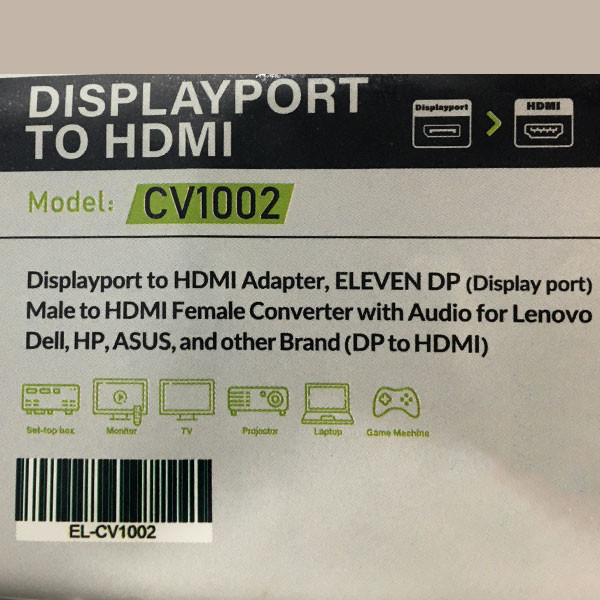 DISPLAYPORT
TO HDMI
Displayport
HDMI
Model: CV1002
Displayport to HDMI Adapter, ELEVEN DP (Display port)
Male to HDMI Female Converter with Audio for Lenovo
Dell, HP, ASUS, and other Brand (DP to HDMI)
Set-top box Monitor TV Projector Laptop Game Machine
EL-CV1002